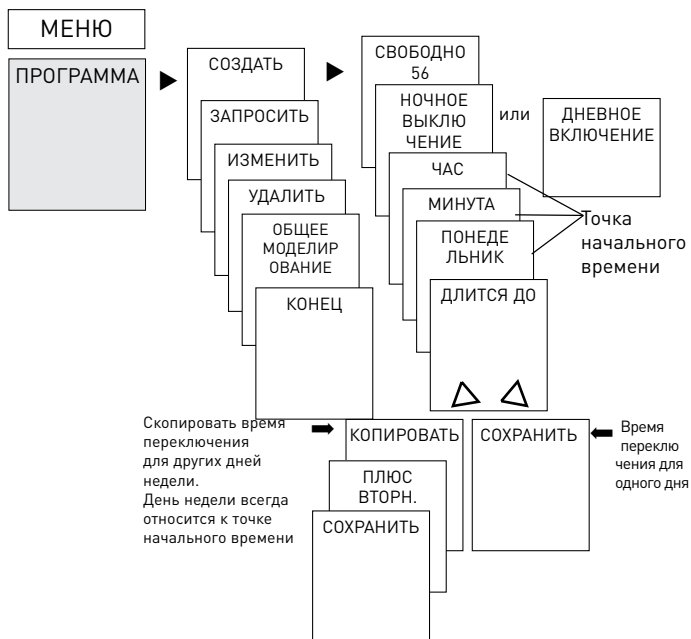 МЕНЮ
ПРОГРАММА
СОЗДАТЬ
ЗАПРОСИТЬ
ИЗМЕНИТЬ
УДАЛИТЬ
ОБЩЕЕ
МОДЕЛИР
ОВАНИЕ
КОНЕЦ
СВОБОДНО
56
НОЧНОЕ
ВЫКЛЮ
ЧЕНИЕ
или
ДНЕВНОЕ
ВКЛЮЧЕНИЕ
ЧАС
МИНУТА
ПОНЕДЕ
ЛЬНИК
ДЛИТСЯ ДО
Точка
начального
времени
Скопировать время
переключения
для других дней
недели.
День недели всегда
относится к точке
начального времени
КОПИРОВАТЬ
ПЛЮС
ВТОРН.
СОХРАНИТЬ
СОХРАНИТЬ
Время
переклю
чения для
одного дня